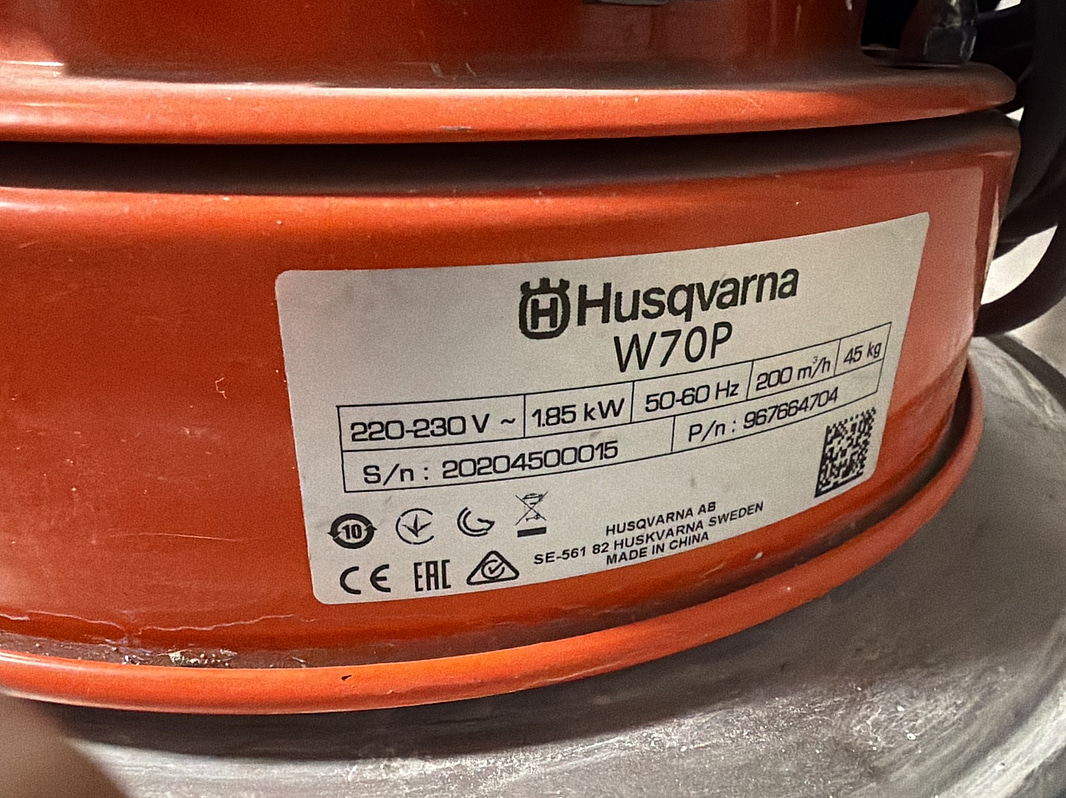 Husqvarna
W70P
220-230 V ~ 1.85 kW 50-60 Hz 200 m³/h 45 kg
S/n : 20204500015 P/n : 967664704
10
CE EAC
HUSQVARNA AB
SE-561 82 HUSKVARNA SWEDEN
MADE IN CHINA